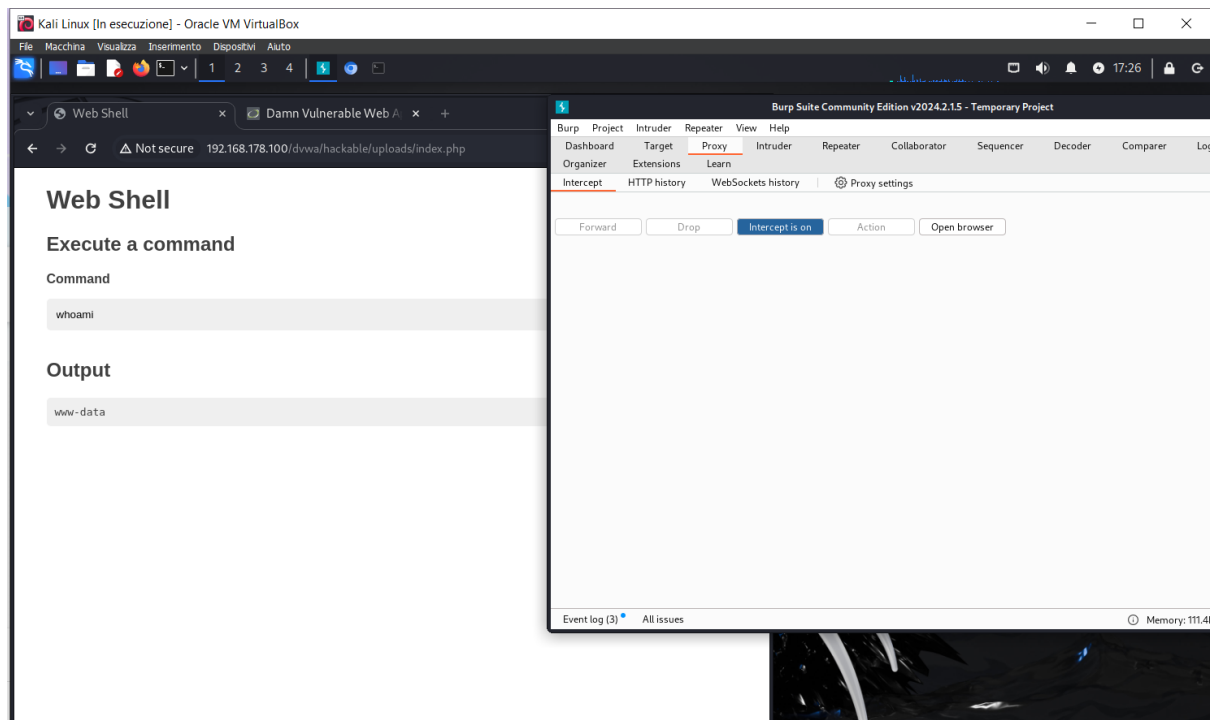 Kali Linux [In esecuzione] - Oracle VM VirtualBox
File Macchina Visualizza Inserimento Dispositivi Aiuto
1 2 3 4 17:26
Web Shell
Damn Vulnerable Web A
Not secure 192.168.178.100/dvwa/hackable/uploads/index.php
Web Shell
Execute a command
Command
whoami
Output
www-data
Burp Suite Community Edition v2024.2.1.5 - Temporary Project
Burp Project Intruder Repeater View Help
Dashboard Target Proxy Intruder Repeater Collaborator Sequencer Decoder Comparer
Organizer Extensions Learn
Intercept HTTP history WebSockets history Proxy settings
Forward Drop Intercept is on Action Open browser
Event log (3) All issues Memory: 111.4